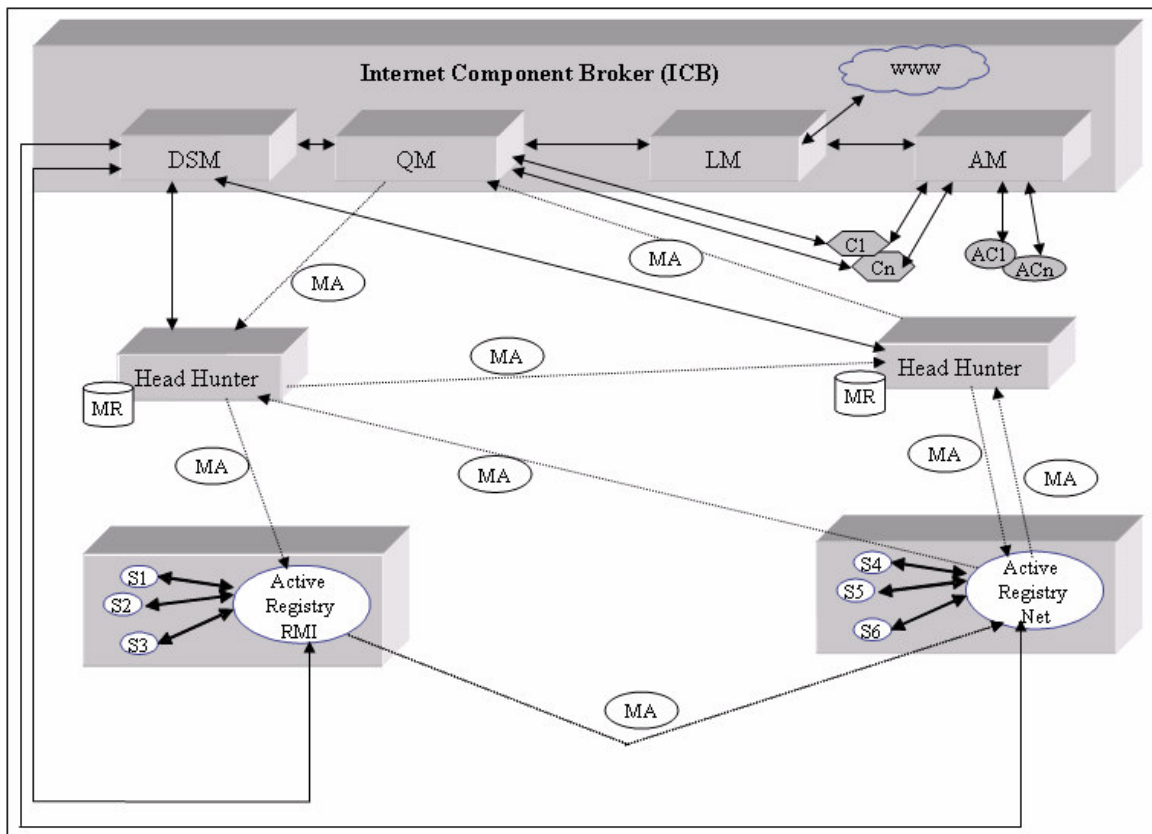 Internet Component Broker (ICB)
WWW
DSM
QM
LM
AM
C1
Cn
AC1
ACn
MA
MA
MA
Head Hunter
MR
Head Hunter
MR
MA
MA
MA
MA
S1
S2
S3
Active
Registry
RMI
S4
S5
S6
Active
Registry
Net
MA